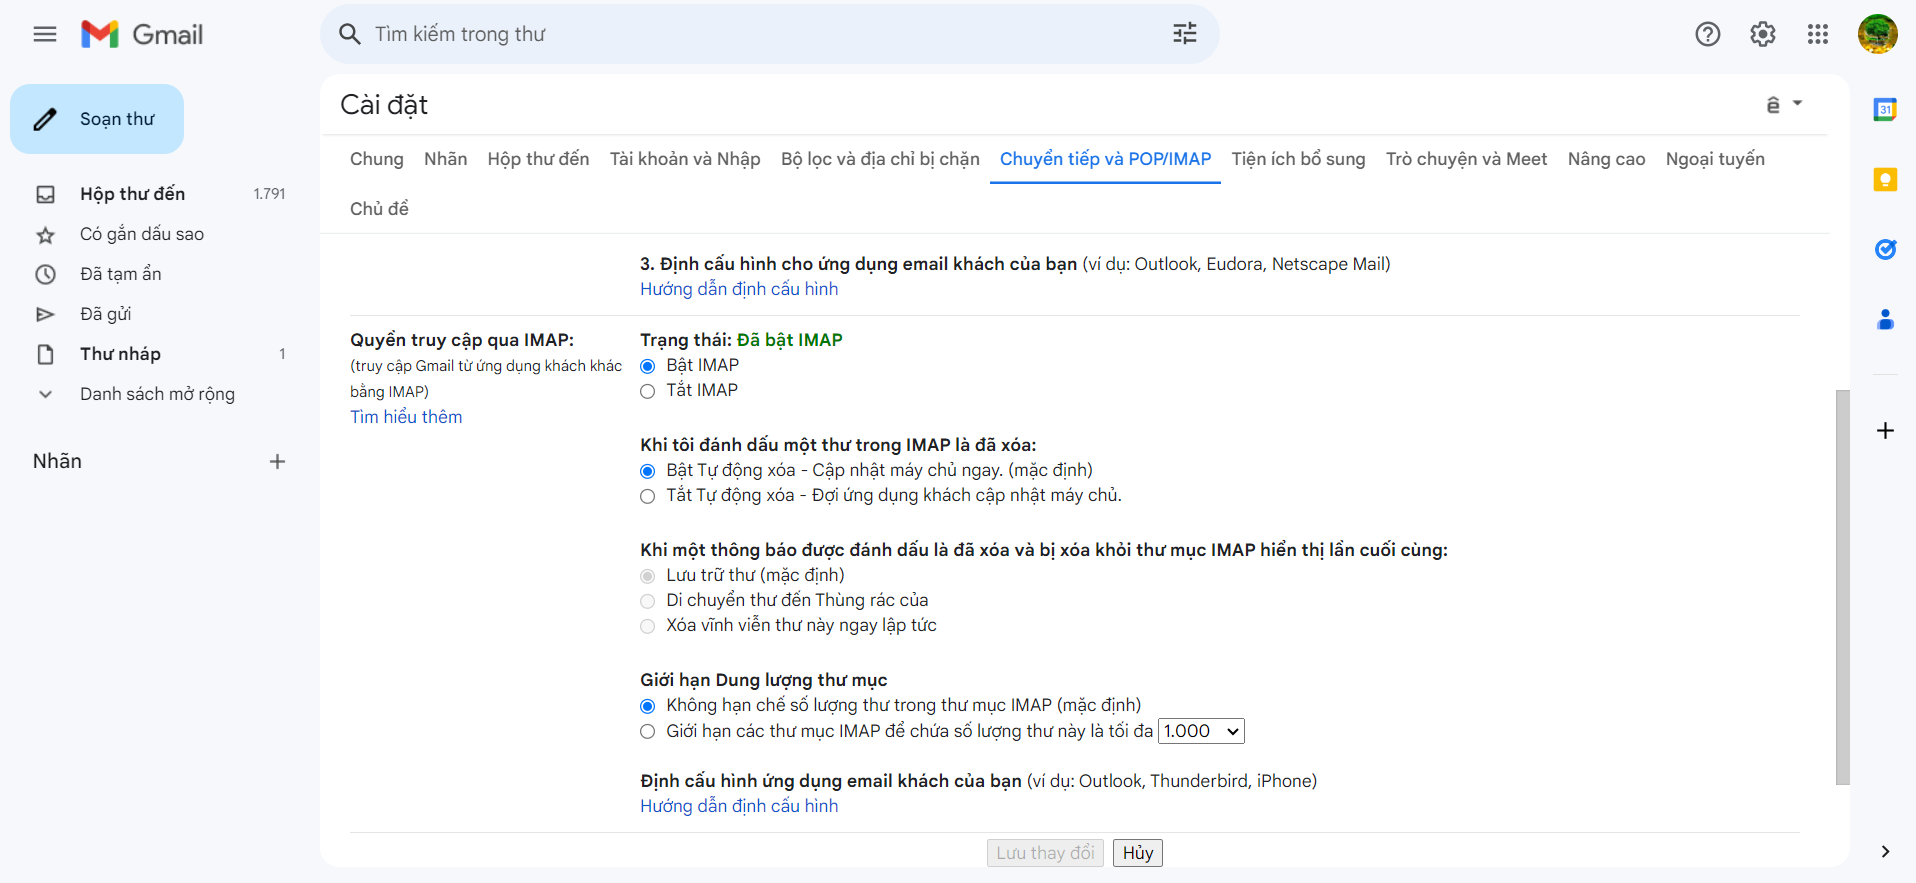 Gmail
Tìm kiếm trong thư
Soạn thư
Hộp thư đến 1.791
Có gắn dấu sao
Đã tạm ẩn
Đã gửi
Thư nháp 1
Danh sách mở rộng
Nhãn
Cài đặt
ê
Chung Nhãn Hộp thư đến Tài khoản và Nhập Bộ lọc và địa chỉ bị chặn Chuyển tiếp và POP/IMAP Tiện ích bổ sung Trò chuyện và Meet Nâng cao Ngoại tuyến
Chủ đề
3. Định cấu hình cho ứng dụng email khách của bạn (ví dụ: Outlook, Eudora, Netscape Mail)
Hướng dẫn định cấu hình
Quyền truy cập qua IMAP:
(truy cập Gmail từ ứng dụng khách khác
bằng IMAP)
Tìm hiểu thêm
Trạng thái: Đã bật IMAP
Bật IMAP
Tắt IMAP
Khi tôi đánh dấu một thư trong IMAP là đã xóa:
Bật Tự động xóa - Cập nhật máy chủ ngay. (mặc định)
Tắt Tự động xóa - Đợi ứng dụng khách cập nhật máy chủ.
Khi một thông báo được đánh dấu là đã xóa và bị xóa khỏi thư mục IMAP hiển thị lần cuối cùng:
Lưu trữ thư (mặc định)
Di chuyển thư đến Thùng rác của
Xóa vĩnh viễn thư này ngay lập tức
Giới hạn Dung lượng thư mục
Không hạn chế số lượng thư trong thư mục IMAP (mặc định)
Giới hạn các thư mục IMAP để chứa số lượng thư này là tối đa 1.000
Định cấu hình ứng dụng email khách của bạn (ví dụ: Outlook, Thunderbird, iPhone)
Hướng dẫn định cấu hình
Lưu thay đổi Hủy
31